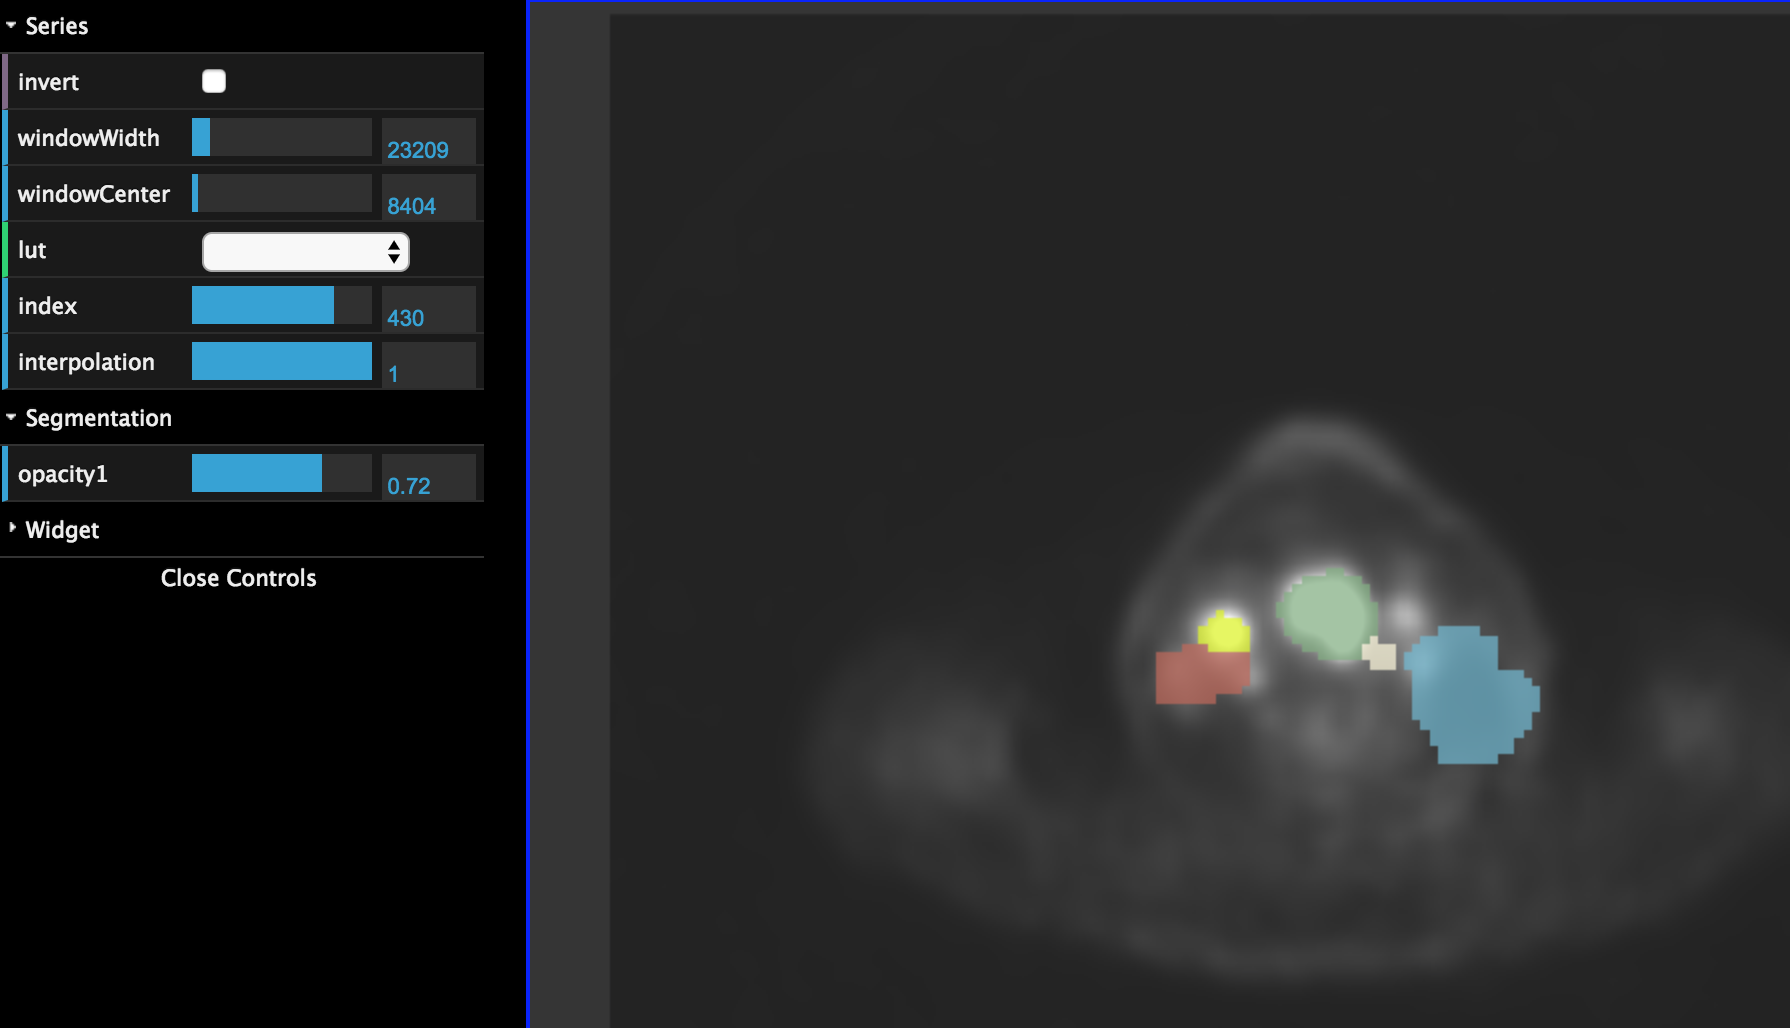 Series
invert
windowWidth 23209
windowCenter 8404
lut
index 430
interpolation 1
Segmentation
opacity1 0.72
Widget
Close Controls